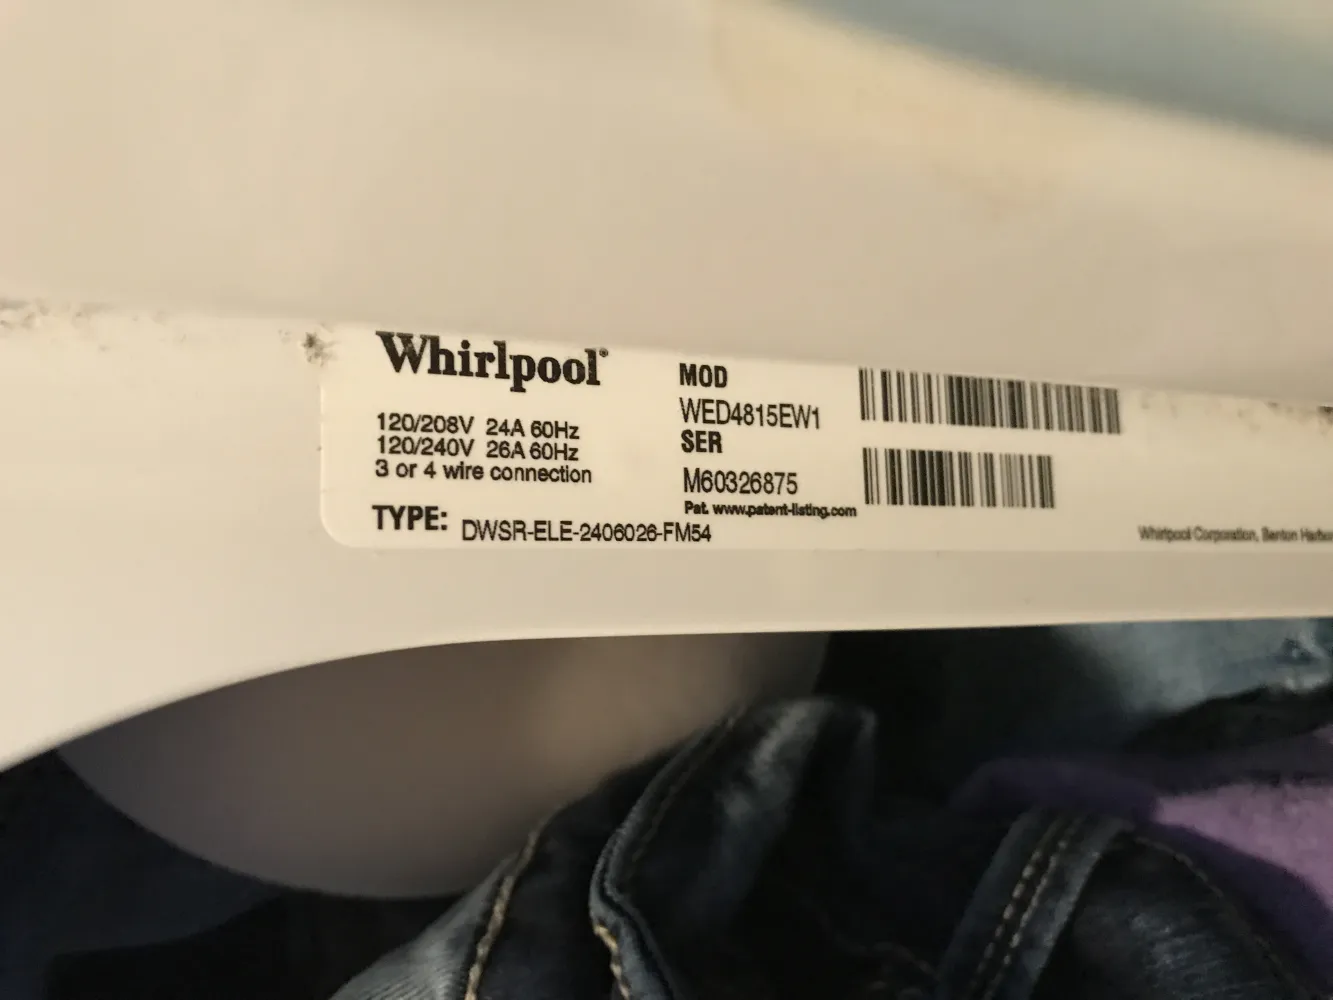 Whirlpool®
120/208V 24A 60Hz
120/240V 26A 60Hz
3 or 4 wire connection
TYPE: DWSR-ELE-2406026-FM54
MOD
WED4815EW1
SER
M60326875
Pat. www.patent-listing.com
Whirlpool Corporation, Benton Harbor